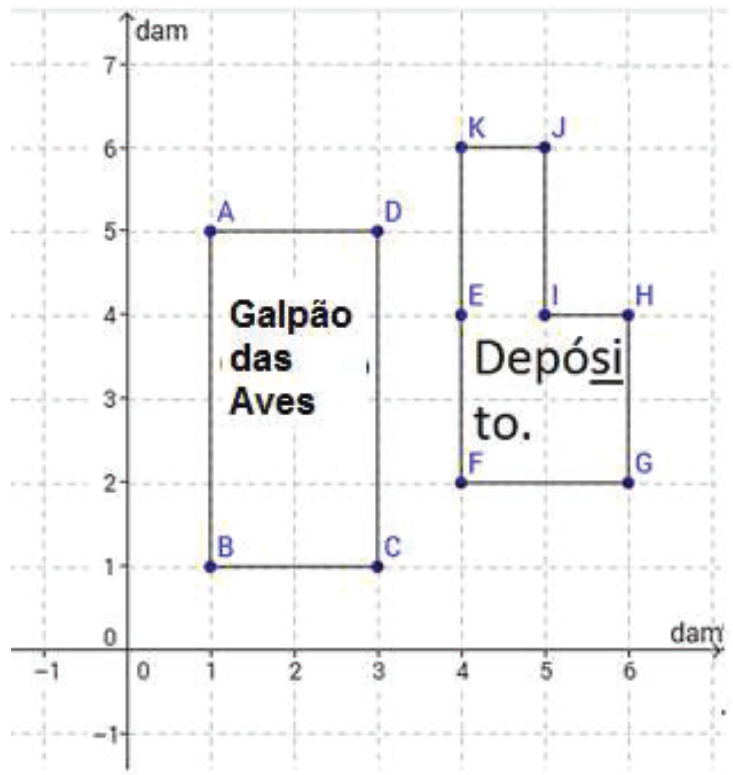 dam
7
K J
6
A D
5
E I H
4
Galpão
das
Aves
Depósi
to.
3
F G
2
B C
1
0
dam
−1 0 1 2 3 4 5 6
−1